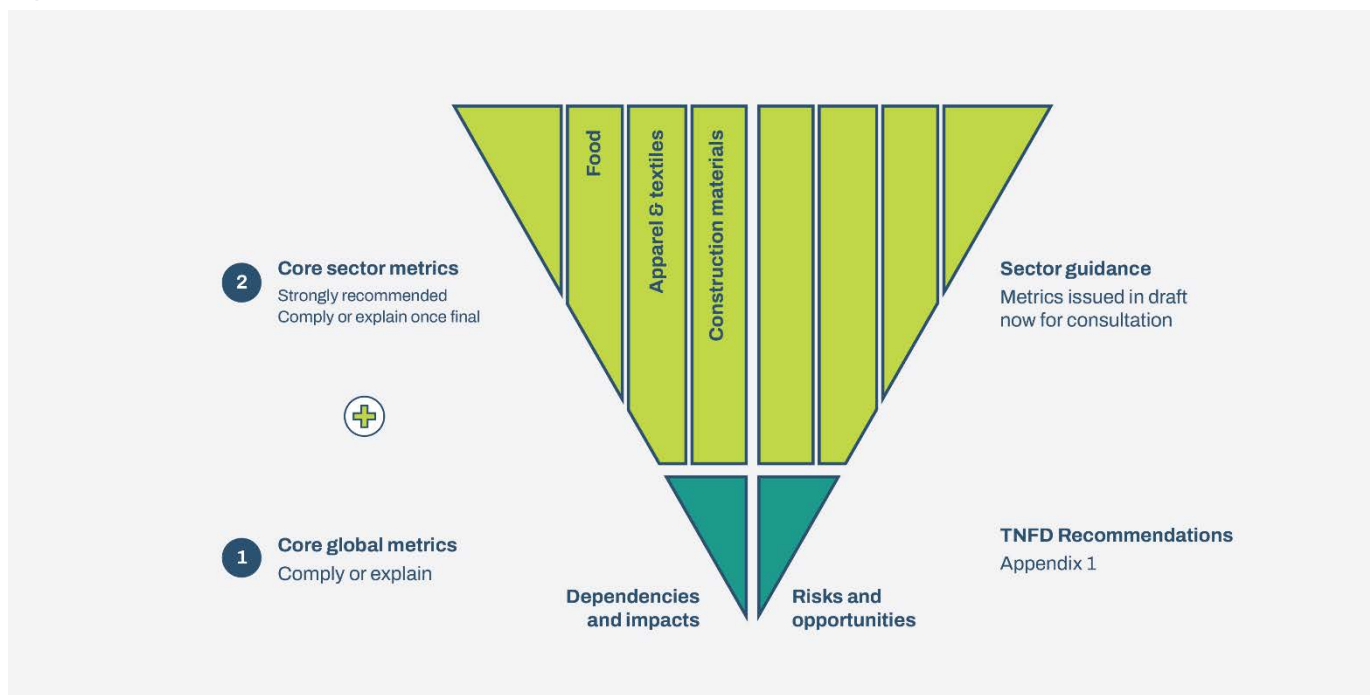 Food
Apparel & textiles
Construction materials
2
Core sector metrics
Strongly recommended
Comply or explain once final
Sector guidance
Metrics issued in draft
now for consultation
1
Core global metrics
Comply or explain
TNFD Recommendations
Appendix 1
Dependencies
and impacts
Risks and
opportunities